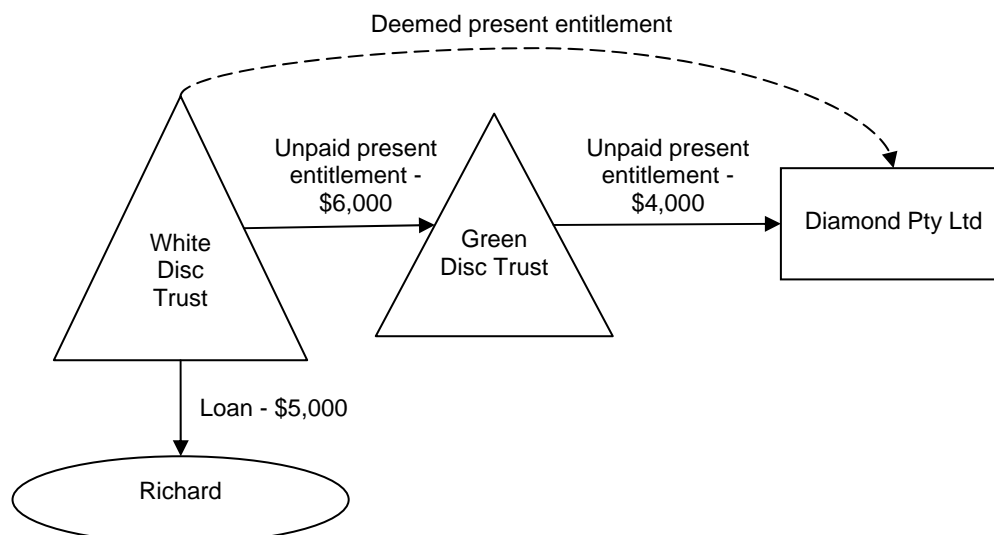 Deemed present entitlement
Unpaid present
entitlement -
$6,000
Unpaid present
entitlement -
$4,000
White
Disc
Trust
Green
Disc Trust
Diamond Pty Ltd
Loan - $5,000
Richard